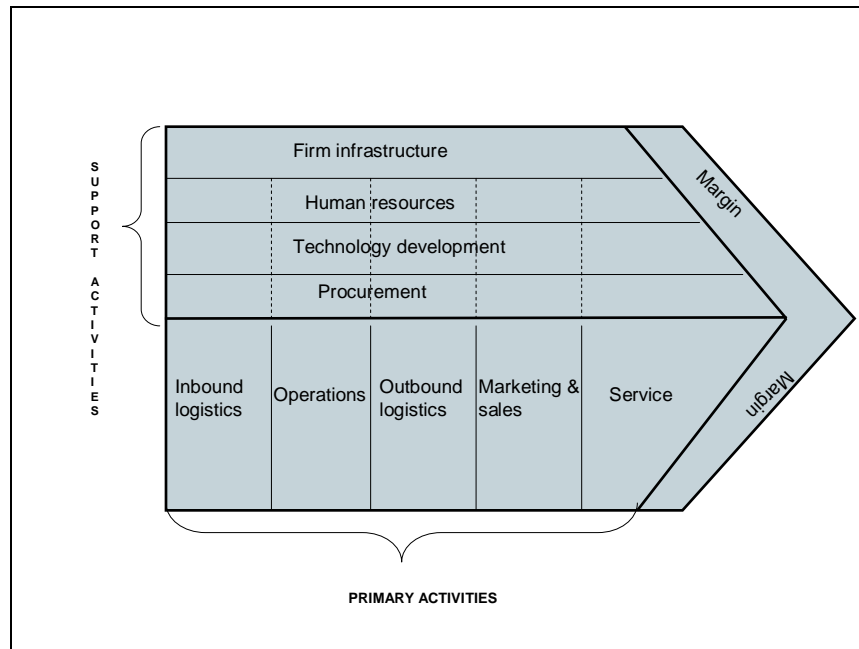 SUPPORT ACTIVITIES
Firm infrastructure
Human resources
Technology development
Procurement
Margin
Inbound
logistics
Operations
Outbound
logistics
Marketing &
sales
Service
Margin
PRIMARY ACTIVITIES